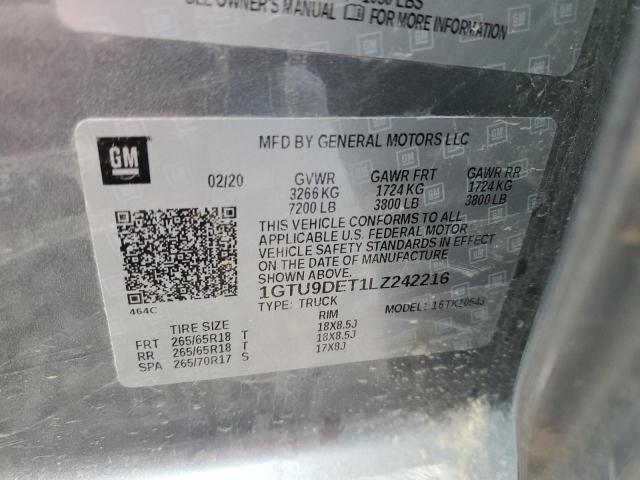 LBS
SEE OWNER'S MANUAL FOR MORE INFORMATION
GM
MFD BY GENERAL MOTORS LLC
02/20 GVWR GAWR FRT GAWR RR
3266 KG 1724 KG 1724 KG
7200 LB 3800 LB 3800 LB
THIS VEHICLE CONFORMS TO ALL
APPLICABLE U.S. FEDERAL MOTOR
VEHICLE SAFETY STANDARDS IN EFFECT
ON THE DATE OF MANUFACTURE
SHOWN ABOVE.
1GTU9DET1LZ242216
464C TYPE: TRUCK MODEL:
TIRE SIZE RIM
FRT 265/65R18 T 18X8.5J
RR 265/65R18 T 18X8.5J
SPA 265/70R17 S 17X8J